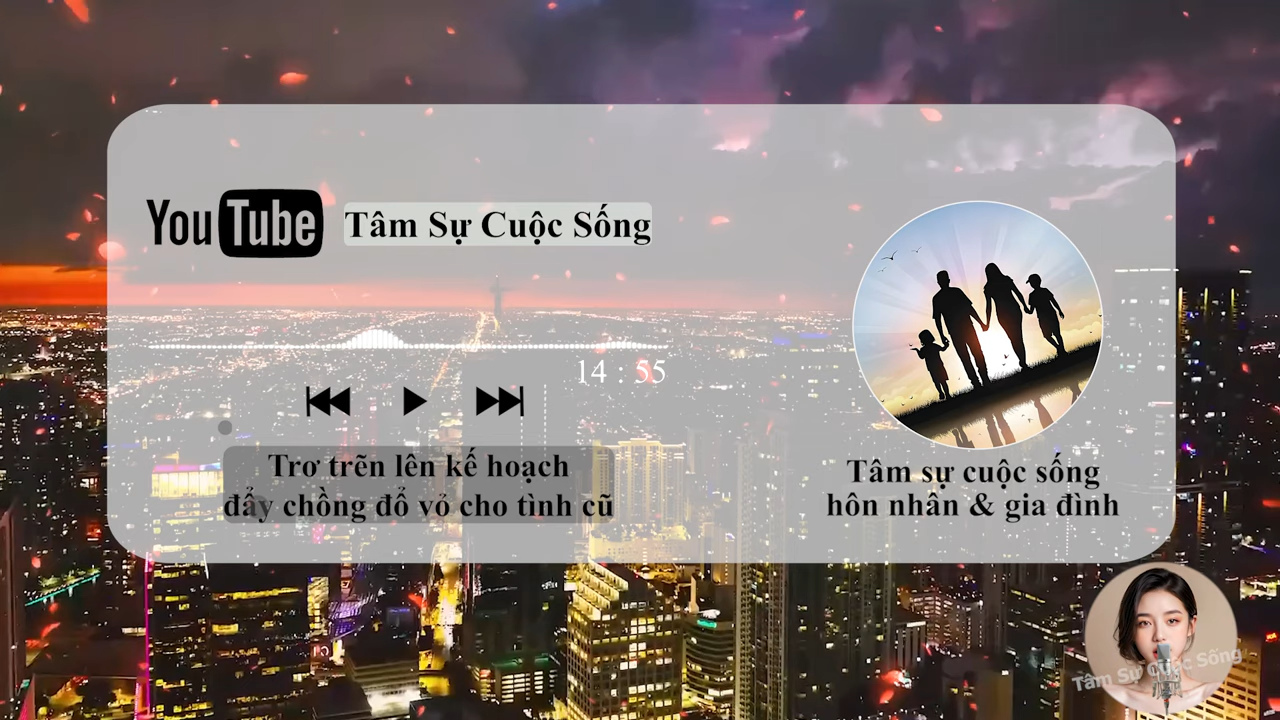 YouTube
Tâm Sự Cuộc Sống
14 : 55
Trơ trẽn lên kế hoạch
đẩy chồng đổ vỏ cho tình cũ
Tâm sự cuộc sống
hôn nhân & gia đình
Tâm Sự Cuộc Sống